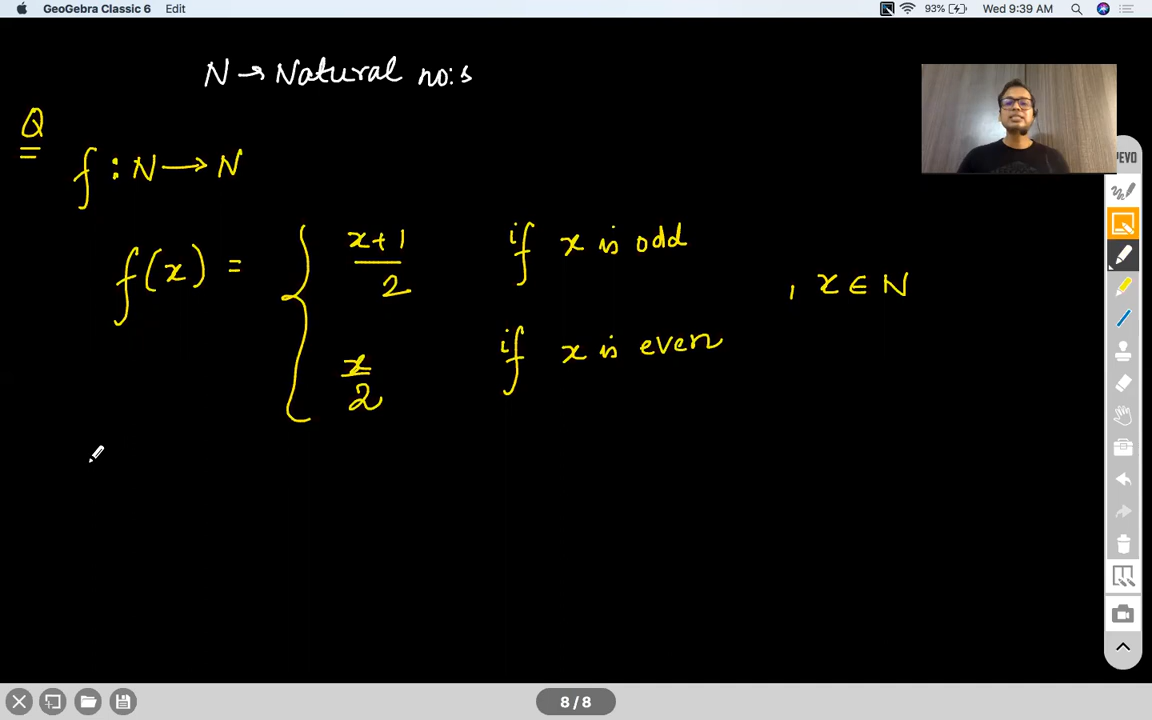 GeoGebra Classic 6 Edit 93% Wed 9:39 AM
N → Natural no:s
Q
f : N → N
f(x) = { x+1/2 if x is odd
x/2 if x is even , x ∈ N
8 / 8